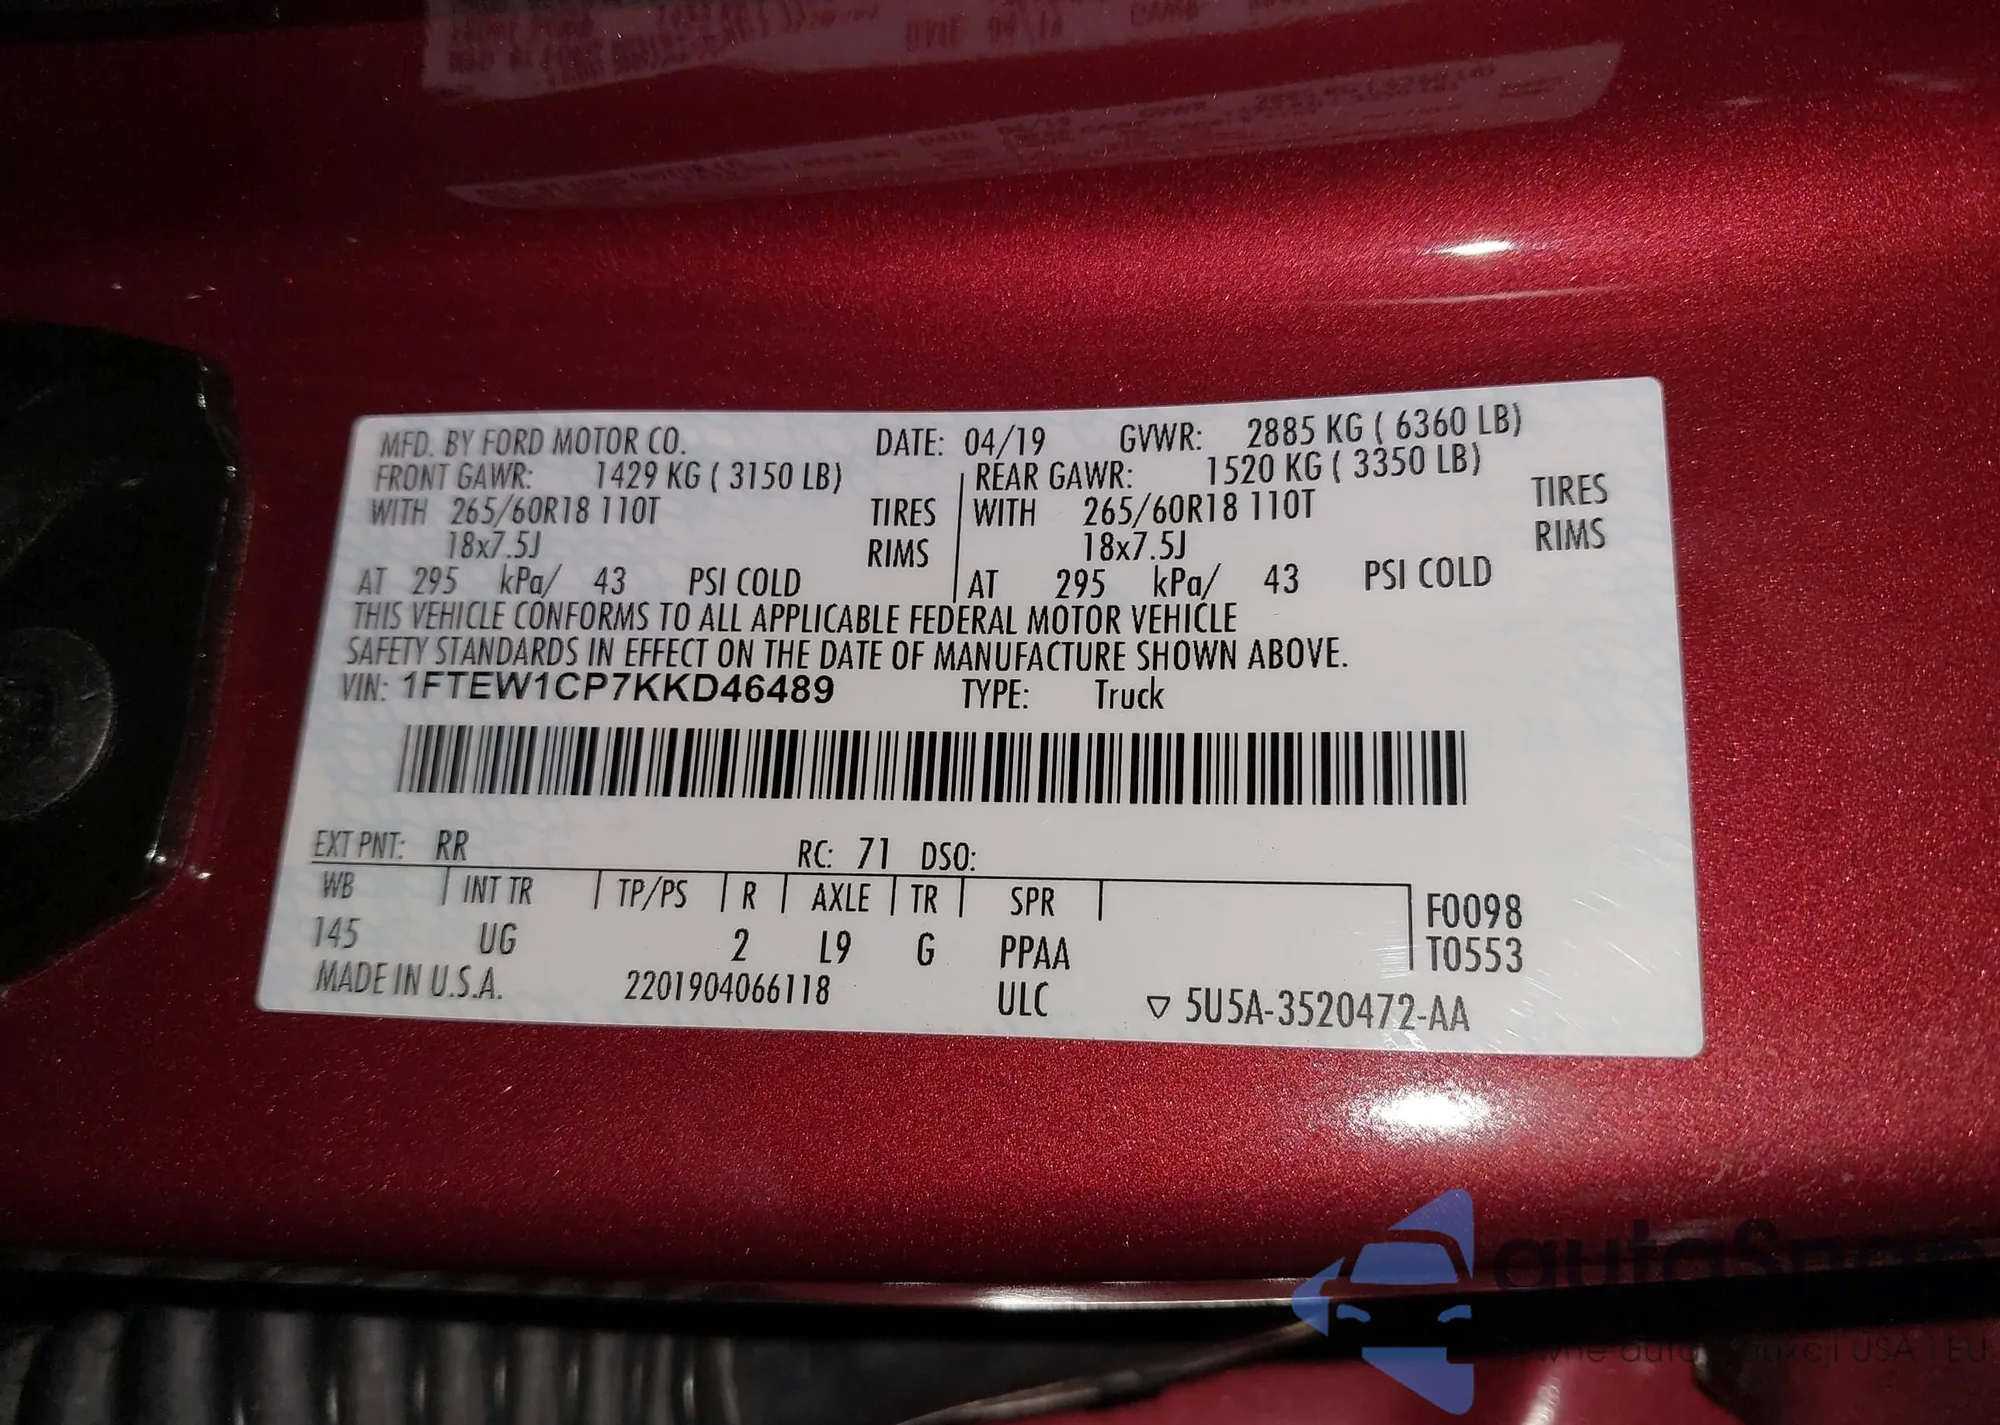 MFD. BY FORD MOTOR CO. DATE: 04/19 GVWR: 2885 KG ( 6360 LB)
FRONT GAWR: 1429 KG ( 3150 LB) REAR GAWR: 1520 KG ( 3350 LB)
WITH 265/60R18 110T TIRES WITH 265/60R18 110T TIRES
18x7.5J RIMS 18x7.5J RIMS
AT 295 kPa/ 43 PSI COLD AT 295 kPa/ 43 PSI COLD
THIS VEHICLE CONFORMS TO ALL APPLICABLE FEDERAL MOTOR VEHICLE
SAFETY STANDARDS IN EFFECT ON THE DATE OF MANUFACTURE SHOWN ABOVE.
VIN: 1FTEW1CP7KKD46489 TYPE: Truck
EXT PNT: RR RC: 71 DSO:
WB INT TR TP/PS R AXLE TR SPR F0098
145 UG 2 L9 G PPAA T0553
MADE IN U.S.A. 2201904066118 ULC ▽ 5U5A-3520472-AA
autoSnap
USA | EU